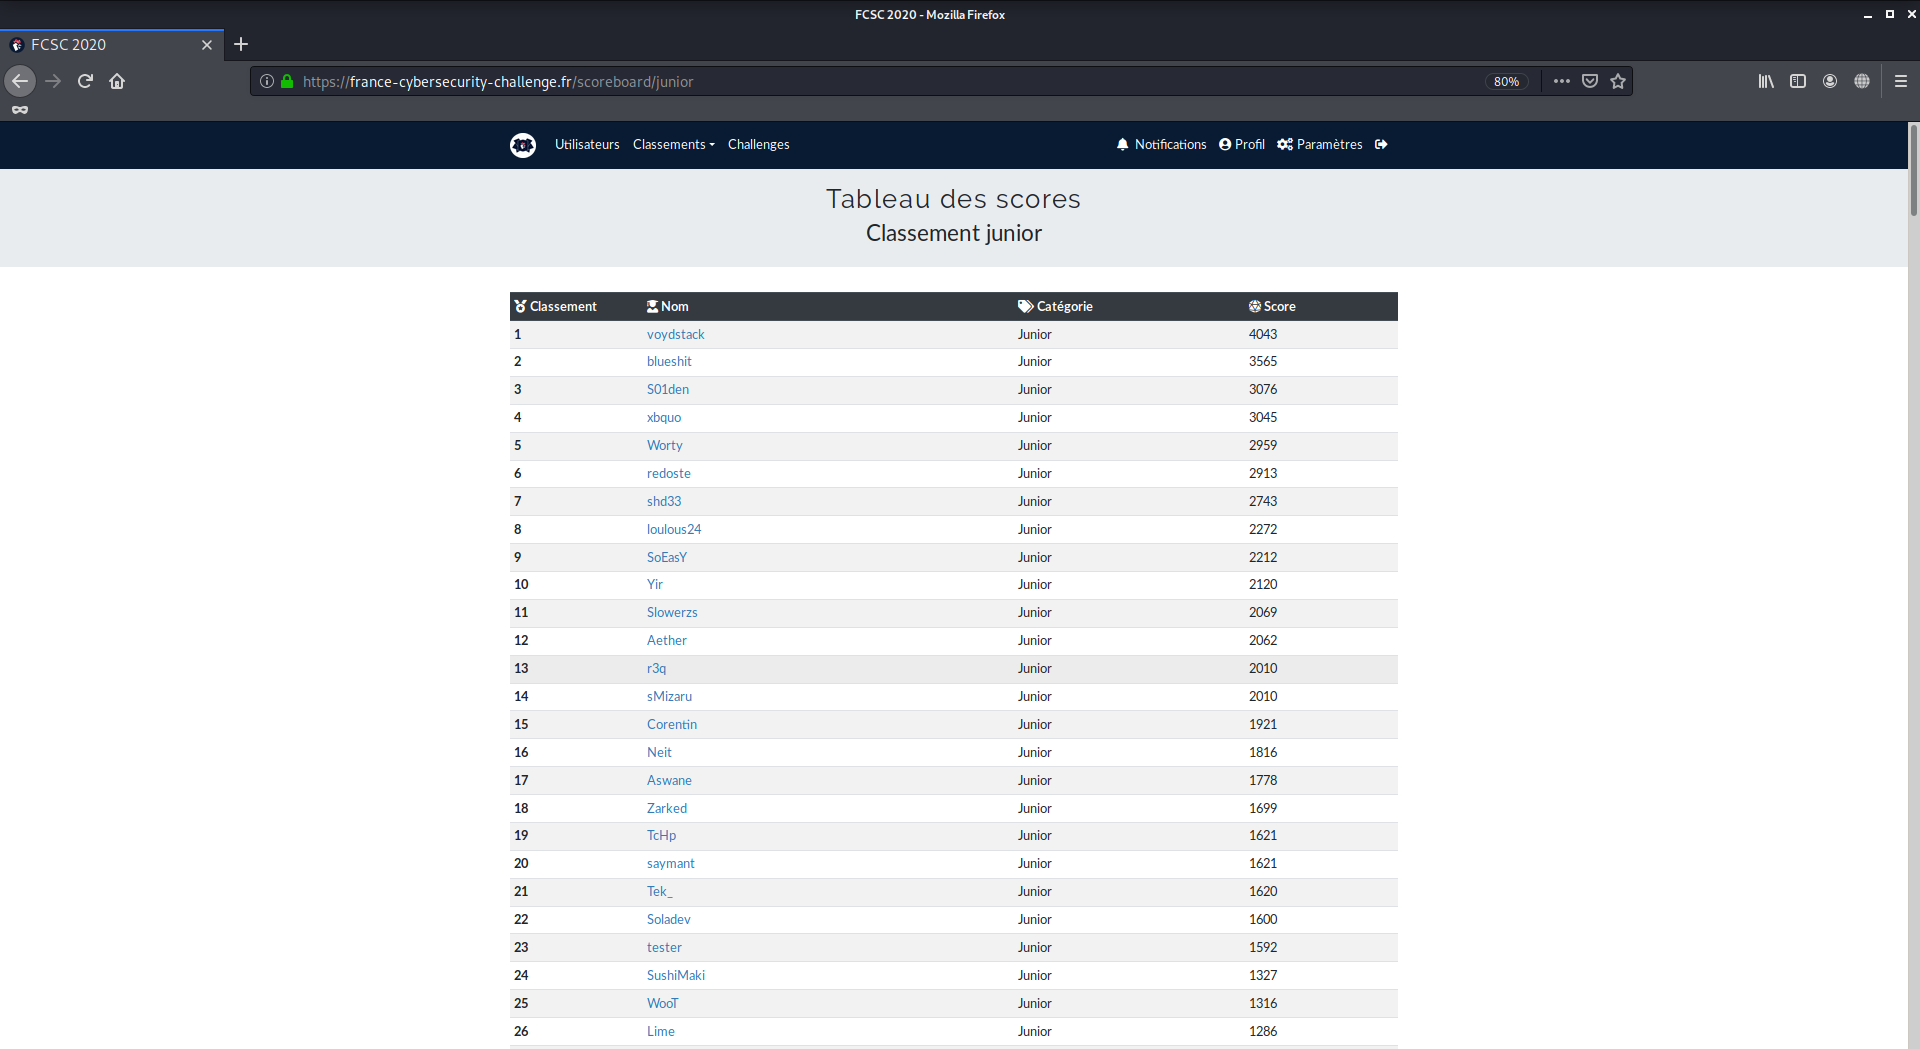 FCSC 2020 - Mozilla Firefox
FCSC 2020
https://france-cybersecurity-challenge.fr/scoreboard/junior 80%
Utilisateurs Classements Challenges Notifications Profil Paramètres
Tableau des scores
Classement junior
Classement Nom Catégorie Score
1 voydstack Junior 4043
2 blueshit Junior 3565
3 S01den Junior 3076
4 xbquo Junior 3045
5 Worty Junior 2959
6 redoste Junior 2913
7 shd33 Junior 2743
8 loulous24 Junior 2272
9 SoEasY Junior 2212
10 Yir Junior 2120
11 Slowerzs Junior 2069
12 Aether Junior 2062
13 r3q Junior 2010
14 sMizaru Junior 2010
15 Corentin Junior 1921
16 Neit Junior 1816
17 Aswane Junior 1778
18 Zarked Junior 1699
19 TcHp Junior 1621
20 saymant Junior 1621
21 Tek_ Junior 1620
22 Soladev Junior 1600
23 tester Junior 1592
24 SushiMaki Junior 1327
25 WooT Junior 1316
26 Lime Junior 1286